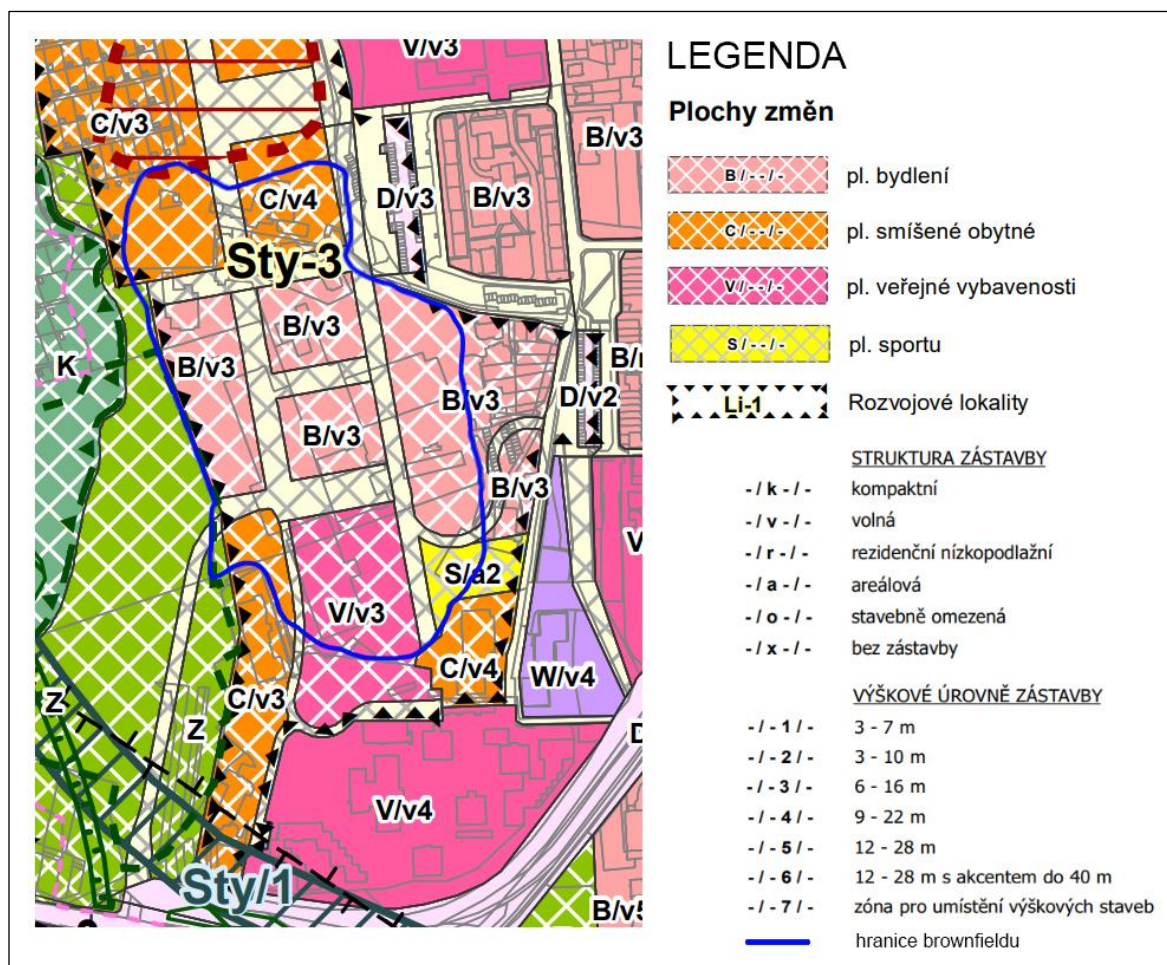 V/v3
C/v3
B/v3
C/v4
D/v3
B/v3
Sty-3
B/v3
K
B/v3
B/v3
D/v2
B/v3
B/v3
S/a2
V/v3
C/v4
W/v4
Z
Z
C/v3
V/v4
Sty/1
B/v5
LEGENDA
Plochy změn
B / - - / - pl. bydlení
C / - - / - pl. smíšené obytné
V / - - / - pl. veřejné vybavenosti
S / - - / - pl. sportu
Li-1 Rozvojové lokality
STRUKTURA ZÁSTAVBY
- / k - / - kompaktní
- / v - / - volná
- / r - / - rezidenční nízkopodlažní
- / a - / - areálová
- / o - / - stavebně omezená
- / x - / - bez zástavby
VÝŠKOVÉ ÚROVNĚ ZÁSTAVBY
- / - 1 / - 3 - 7 m
- / - 2 / - 3 - 10 m
- / - 3 / - 6 - 16 m
- / - 4 / - 9 - 22 m
- / - 5 / - 12 - 28 m
- / - 6 / - 12 - 28 m s akcentem do 40 m
- / - 7 / - zóna pro umístění výškových staveb
hranice brownfieldu